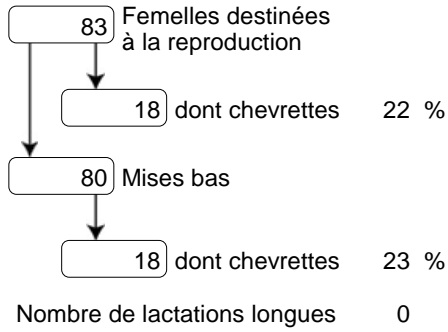 83 Femelles destinées
à la reproduction
18 dont chevrettes 22 %
80 Mises bas
18 dont chevrettes 23 %
Nombre de lactations longues 0